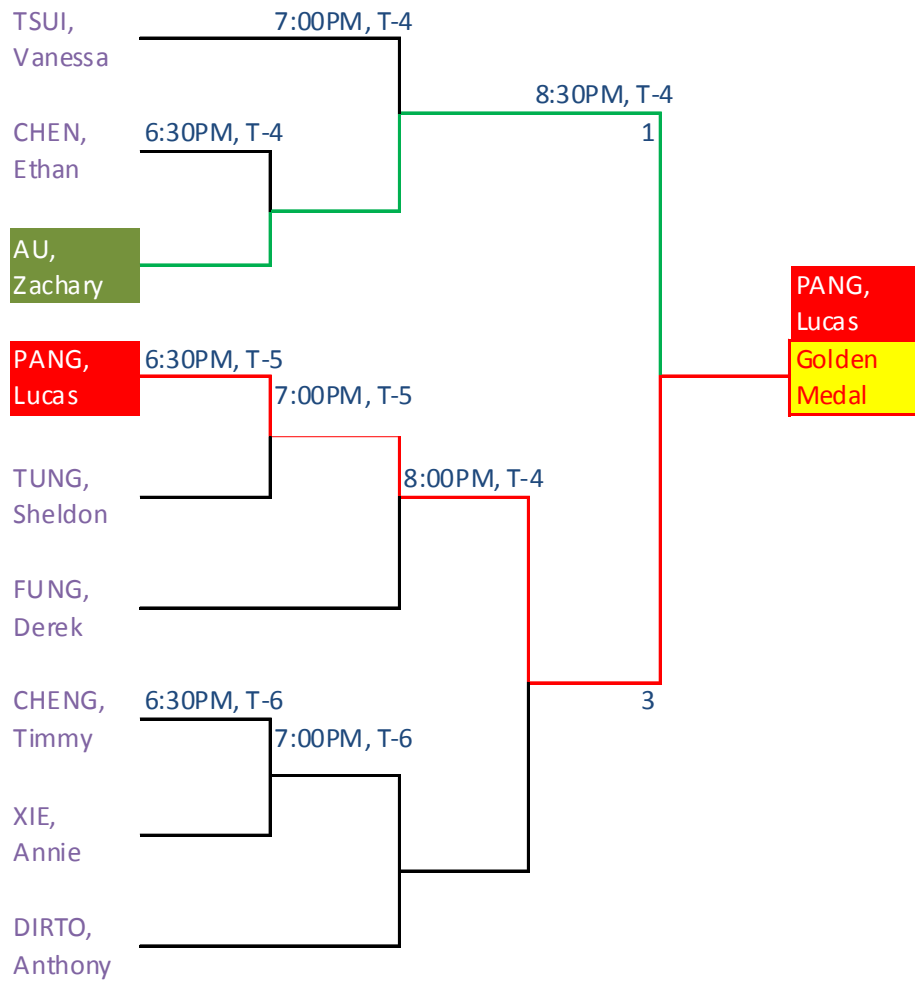 TSUI,
Vanessa
7:00PM, T-4
8:30PM, T-4
1
CHEN,
Ethan
6:30PM, T-4
AU,
Zachary
PANG,
Lucas
Golden
Medal
PANG,
Lucas
6:30PM, T-5
7:00PM, T-5
TUNG,
Sheldon
8:00PM, T-4
FUNG,
Derek
CHENG,
Timmy
6:30PM, T-6
7:00PM, T-6
3
XIE,
Annie
DIRTO,
Anthony